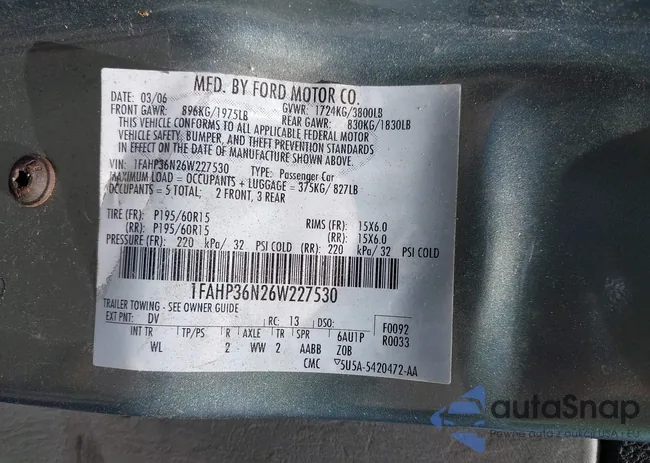 MFD. BY FORD MOTOR CO.
DATE: 03/06 GVWR: 1724KG/3800LB
FRONT GAWR: 896KG/1975LB REAR GAWR: 830KG/1830LB
THIS VEHICLE CONFORMS TO ALL APPLICABLE FEDERAL MOTOR
VEHICLE SAFETY, BUMPER, AND THEFT PREVENTION STANDARDS
IN EFFECT ON THE DATE OF MANUFACTURE SHOWN ABOVE.
VIN: 1FAHP36N26W227530 TYPE: Passenger Car
MAXIMUM LOAD = OCCUPANTS + LUGGAGE = 375KG/ 827LB
OCCUPANTS = 5 TOTAL: 2 FRONT, 3 REAR
TIRE (FR): P195/60R15 RIMS (FR): 15X6.0
(RR): P195/60R15 (RR): 15X6.0
PRESSURE (FR): 220 kPa/ 32 PSI COLD (RR): 220 kPa/ 32 PSI COLD
1FAHP36N26W227530
TRAILER TOWING - SEE OWNER GUIDE
EXT PNT: DV RC: 13 DSO: F0092
INT TR TP/PS R AXLE TR SPR 6AU1P R0033
WL 2 WW 2 AABB ZOB
CMC ▽5U5A-5420472-AA
autoSnap